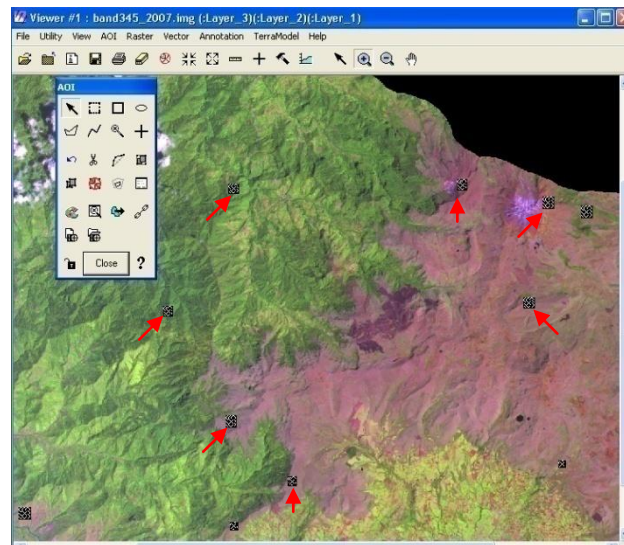 Viewer #1 : band345_2007.img (:Layer_3)(:Layer_2)(:Layer_1)
File Utility View AOI Raster Vector Annotation TerraModel Help
AOI
Close ?